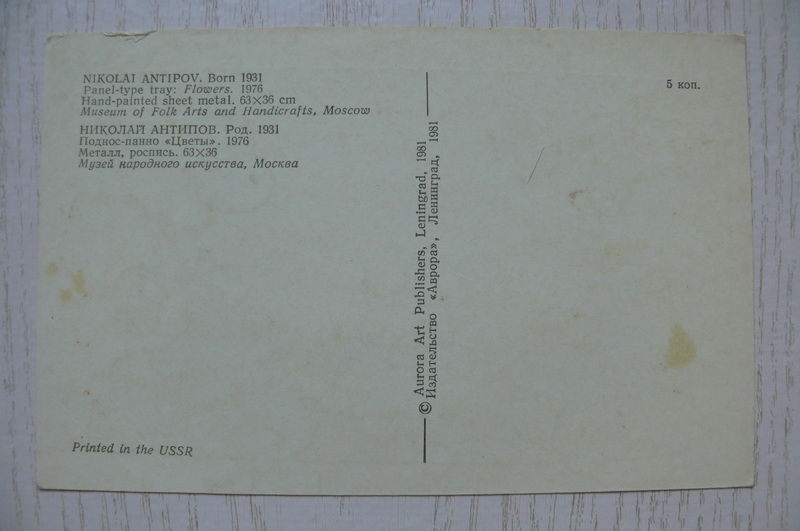 NIKOLAI ANTIPOV. Born 1931
Panel-type tray: Flowers. 1976
Hand-painted sheet metal. 63×36 cm
Museum of Folk Arts and Handicrafts, Moscow
НИКОЛАЙ АНТИПОВ. Род. 1931
Поднос-панно «Цветы». 1976
Металл, роспись. 63×36
Музей народного искусства, Москва
Printed in the USSR
© Aurora Art Publishers, Leningrad, 1981
Издательство «Аврора», Ленинград, 1981
5 коп.